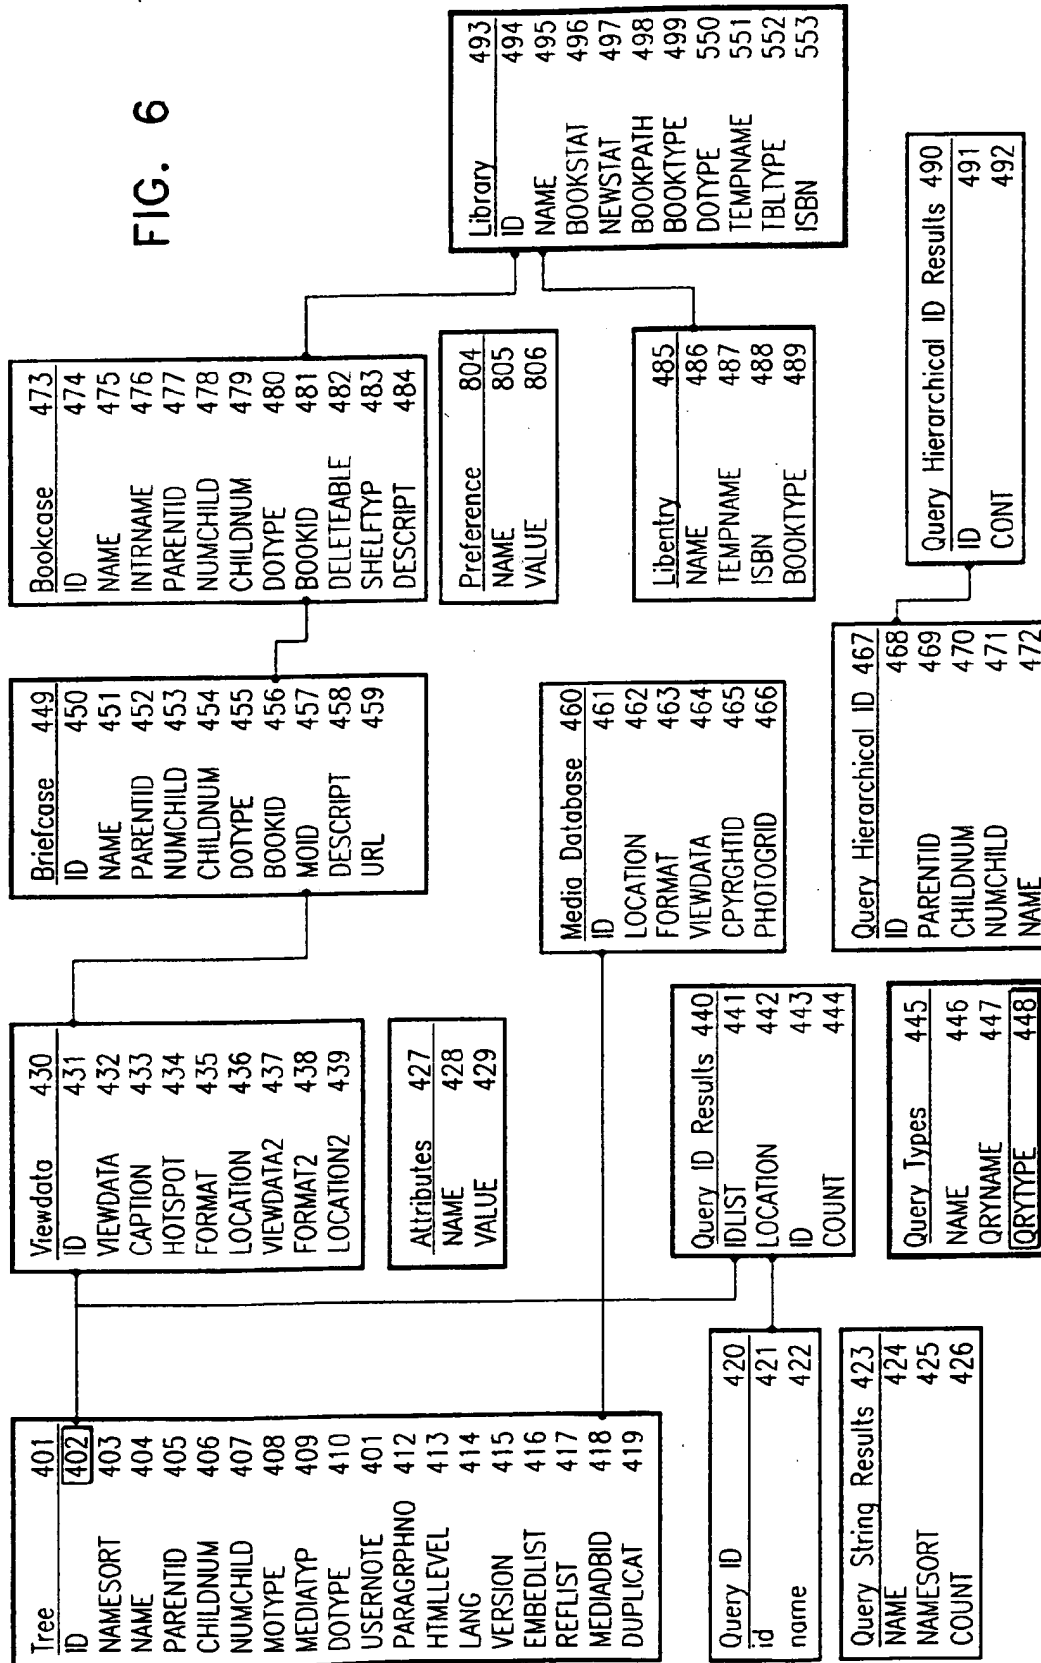 FIG. 6
Tree 401
ID 402
NAMESORT 403
NAME 404
PARENTID 405
CHILDNUM 406
NUMCHILD 407
MOTYPE 408
MEDIATYP 409
DOTYPE 410
USERNOTE 401
PARAGRPHNO 412
HTMLLEVEL 413
LANG 414
VERSION 415
EMBEDLIST 416
REFLIST 417
MEDIADBID 418
DUPLICAT 419
Query ID 420
id 421
name 422
Query String Results 423
NAME 424
NAMESORT 425
COUNT 426
Viewdata 430
ID 431
VIEWDATA 432
CAPTION 433
HOTSPOT 434
FORMAT 435
LOCATION 436
VIEWDATA2 437
FORMAT2 438
LOCATION2 439
Attributes 427
NAME 428
VALUE 429
Query ID Results 440
IDLIST 441
LOCATION 442
ID 443
COUNT 444
Query Types 445
NAME 446
QRYNAME 447
QRYTYPE 448
Briefcase 449
ID 450
NAME 451
PARENTID 452
NUMCHILD 453
CHILDNUM 454
DOTYPE 455
BOOKID 456
MOID 457
DESCRIPT 458
URL 459
Media Database 460
ID 461
LOCATION 462
FORMAT 463
VIEWDATA 464
CPYRGHTID 465
PHOTOGRID 466
Query Hierarchical ID 467
ID 468
PARENTID 469
CHILDNUM 470
NUMCHILD 471
NAME 472
Bookcase 473
ID 474
NAME 475
INTRNAME 476
PARENTID 477
NUMCHILD 478
CHILDNUM 479
DOTYPE 480
BOOKID 481
DELETEABLE 482
SHELFTYP 483
DESCRIPT 484
Preference 804
NAME 805
VALUE 806
Libentry 485
NAME 486
TEMPNAME 487
ISBN 488
BOOKTYPE 489
Query Hierarchical ID Results 490
ID 491
CONT 492
Library 493
ID 494
NAME 495
BOOKSTAT 496
NEWSTAT 497
BOOKPATH 498
BOOKTYPE 499
DOTYPE 550
TEMPNAME 551
TBLTYPE 552
ISBN 553